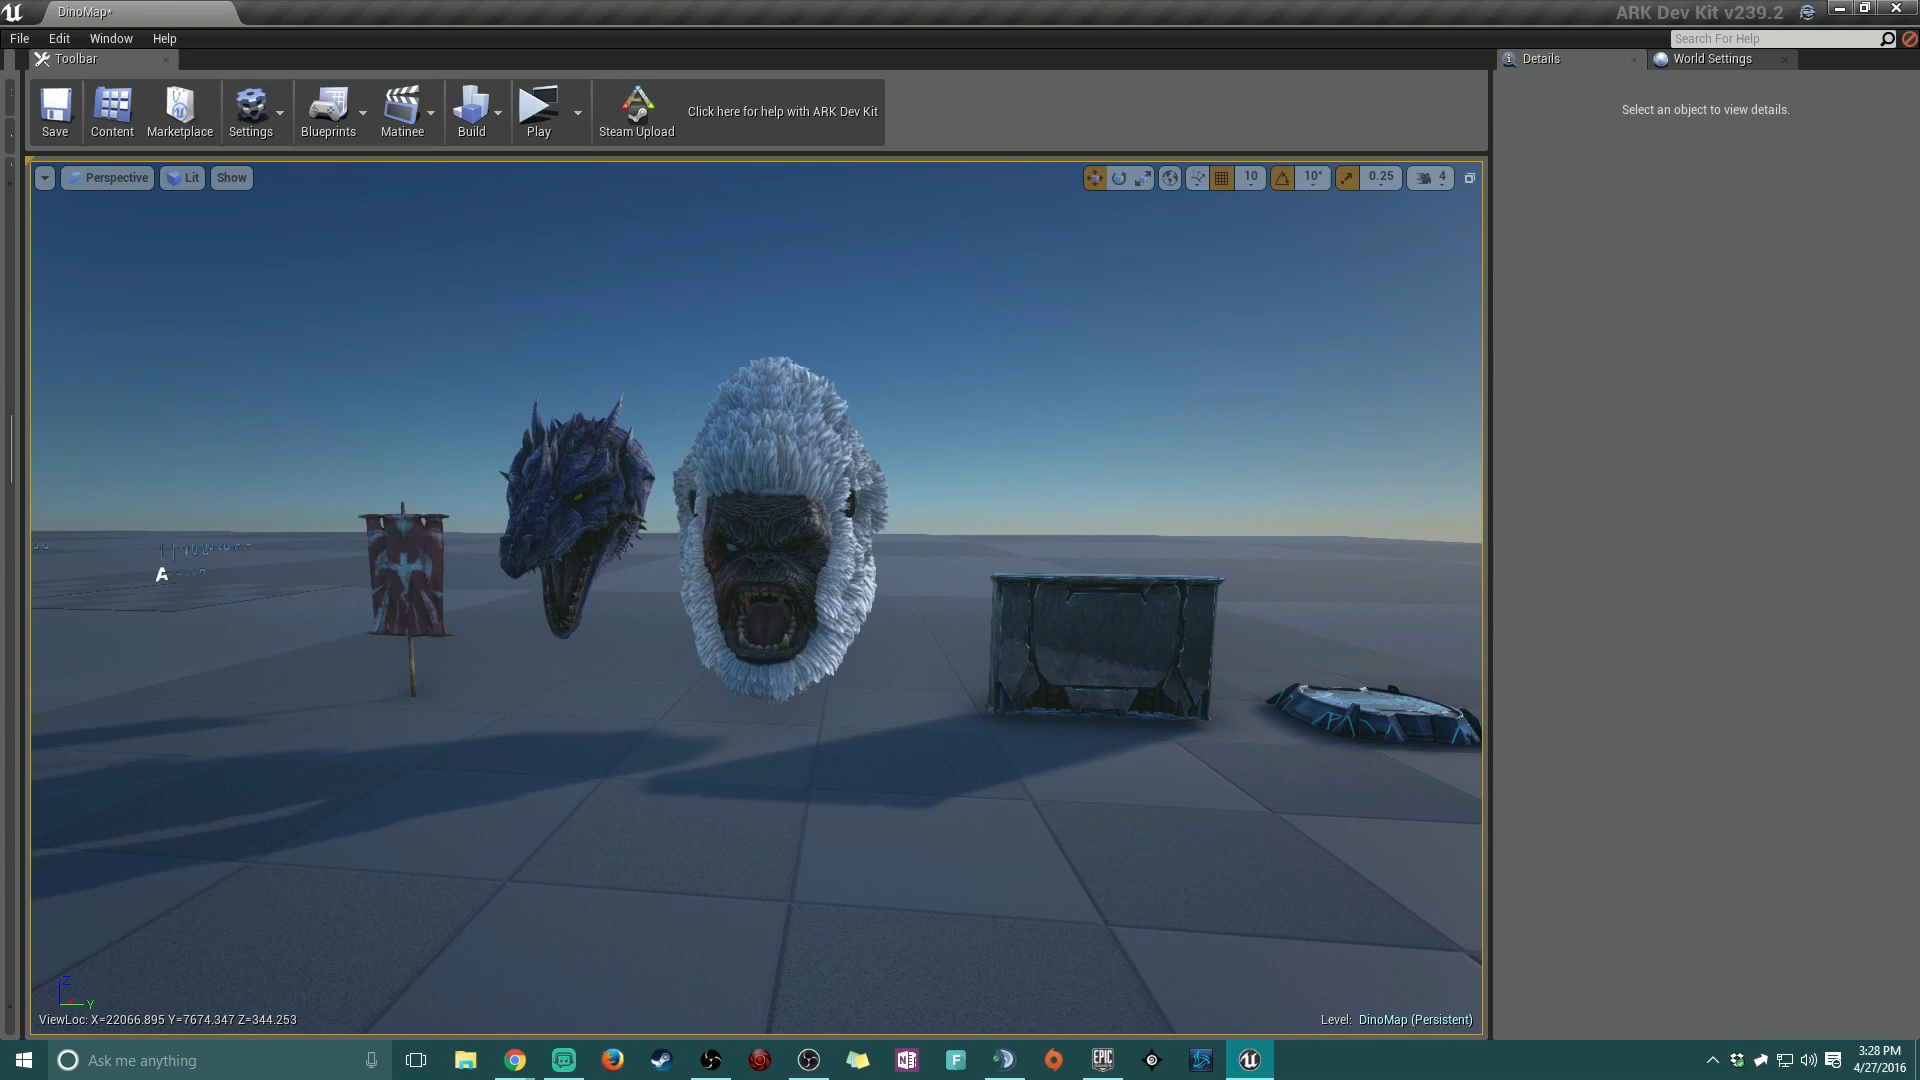 DinoMap*
ARK Dev Kit v239.2
File Edit Window Help
Search For Help
Toolbar
Details
World Settings
Save
Content
Marketplace
Settings
Blueprints
Matinee
Build
Play
Steam Upload
Click here for help with ARK Dev Kit
Select an object to view details.
Perspective
Lit
Show
10
10°
0.25
4
A
Z
Y
ViewLoc: X=22066.895 Y=7674.347 Z=344.253
Level: DinoMap (Persistent)
Ask me anything
EPIC
3:28 PM
4/27/2016